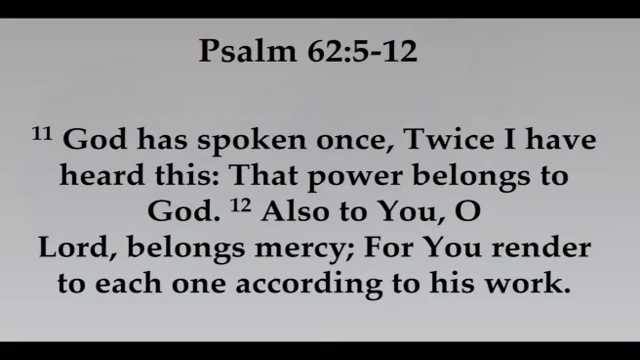 Psalm 62:5-12
11 God has spoken once, Twice I have
heard this: That power belongs to
God. 12 Also to You, O
Lord, belongs mercy; For You render
to each one according to his work.